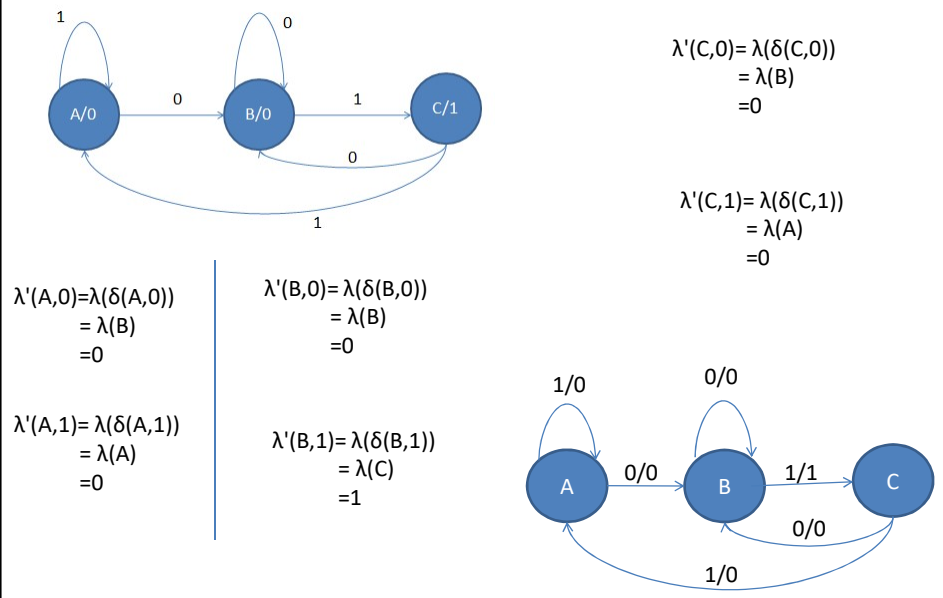 1
0
A/0
0
B/0
1
C/1
0
1
λ'(C,0)= λ(δ(C,0))
= λ(B)
=0
λ'(C,1)= λ(δ(C,1))
= λ(A)
=0
λ'(A,0)=λ(δ(A,0))
= λ(B)
=0
λ'(A,1)= λ(δ(A,1))
= λ(A)
=0
λ'(B,0)= λ(δ(B,0))
= λ(B)
=0
λ'(B,1)= λ(δ(B,1))
= λ(C)
=1
1/0
0/0
A
0/0
B
1/1
C
0/0
1/0